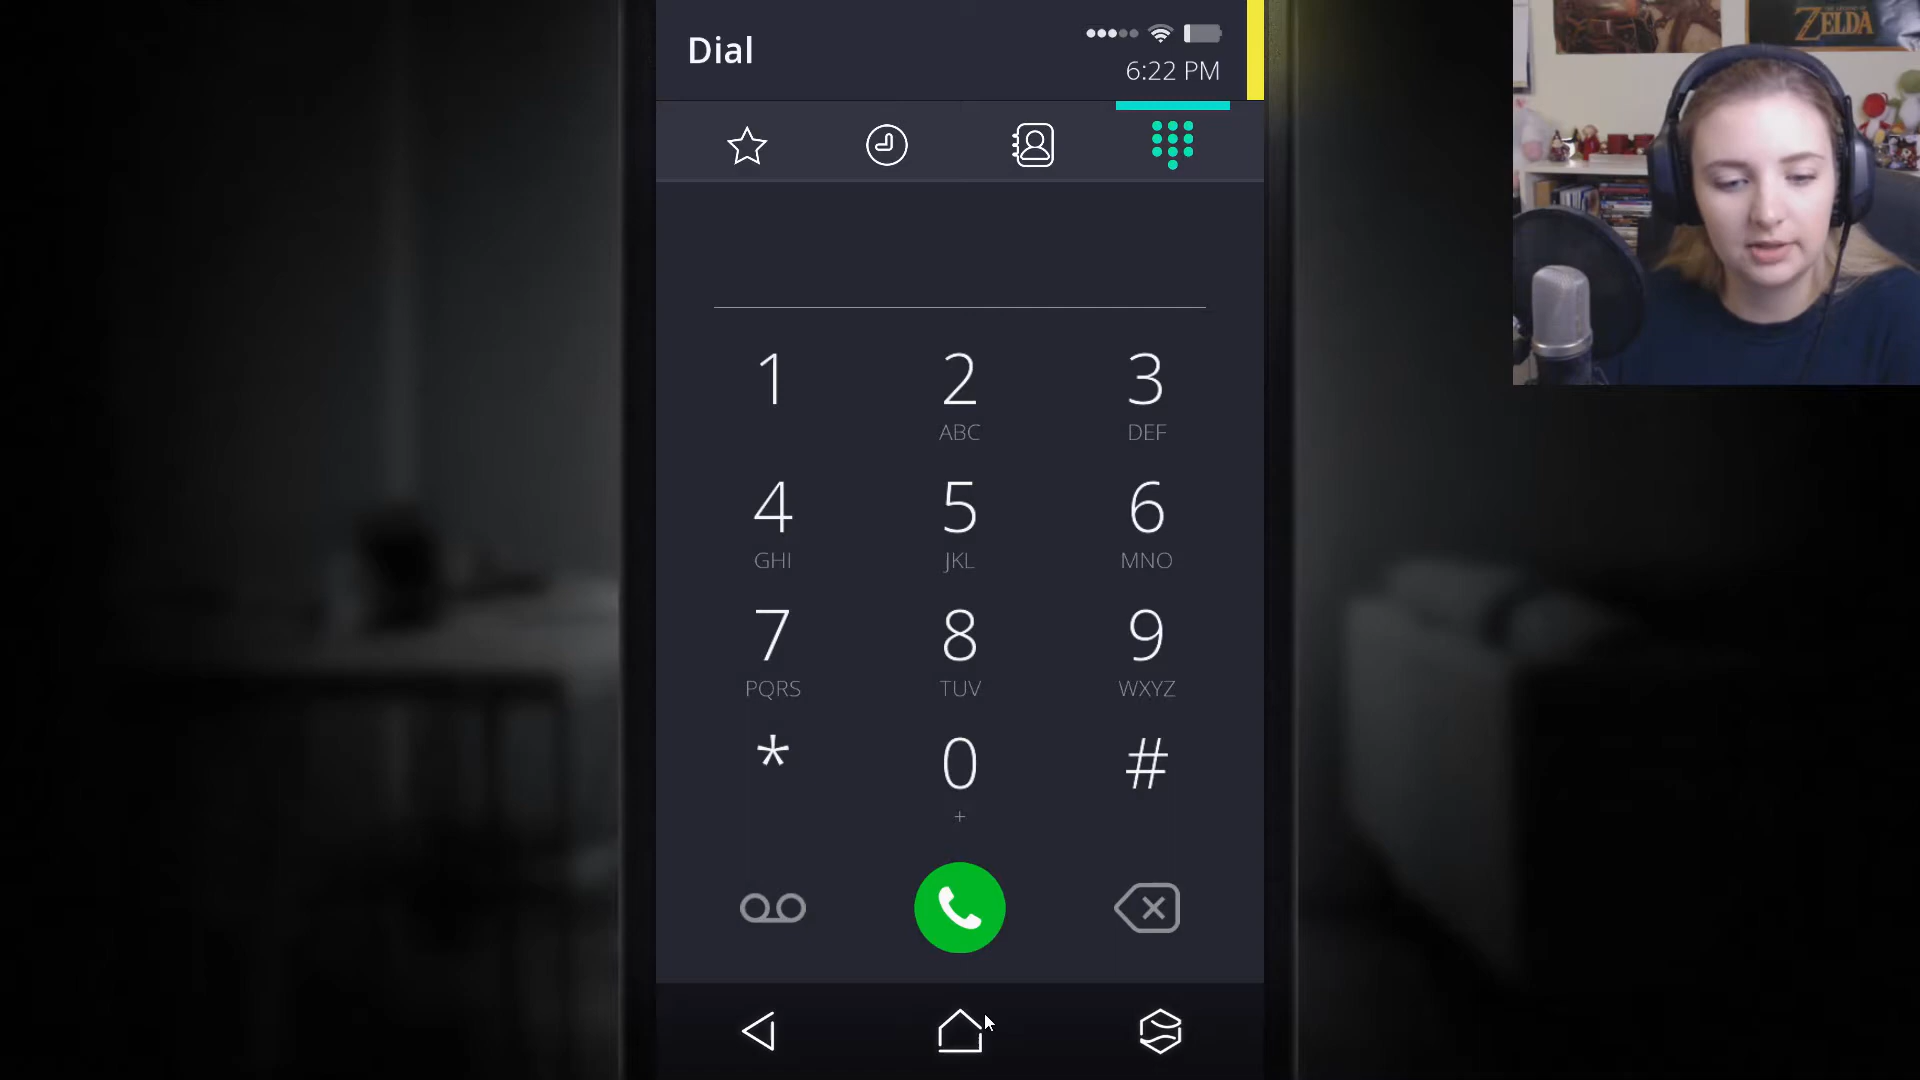 Dial
6:22 PM
ZELDA
1
2
ABC
3
DEF
4
GHI
5
JKL
6
MNO
7
PQRS
8
TUV
9
WXYZ
*
0
+
#